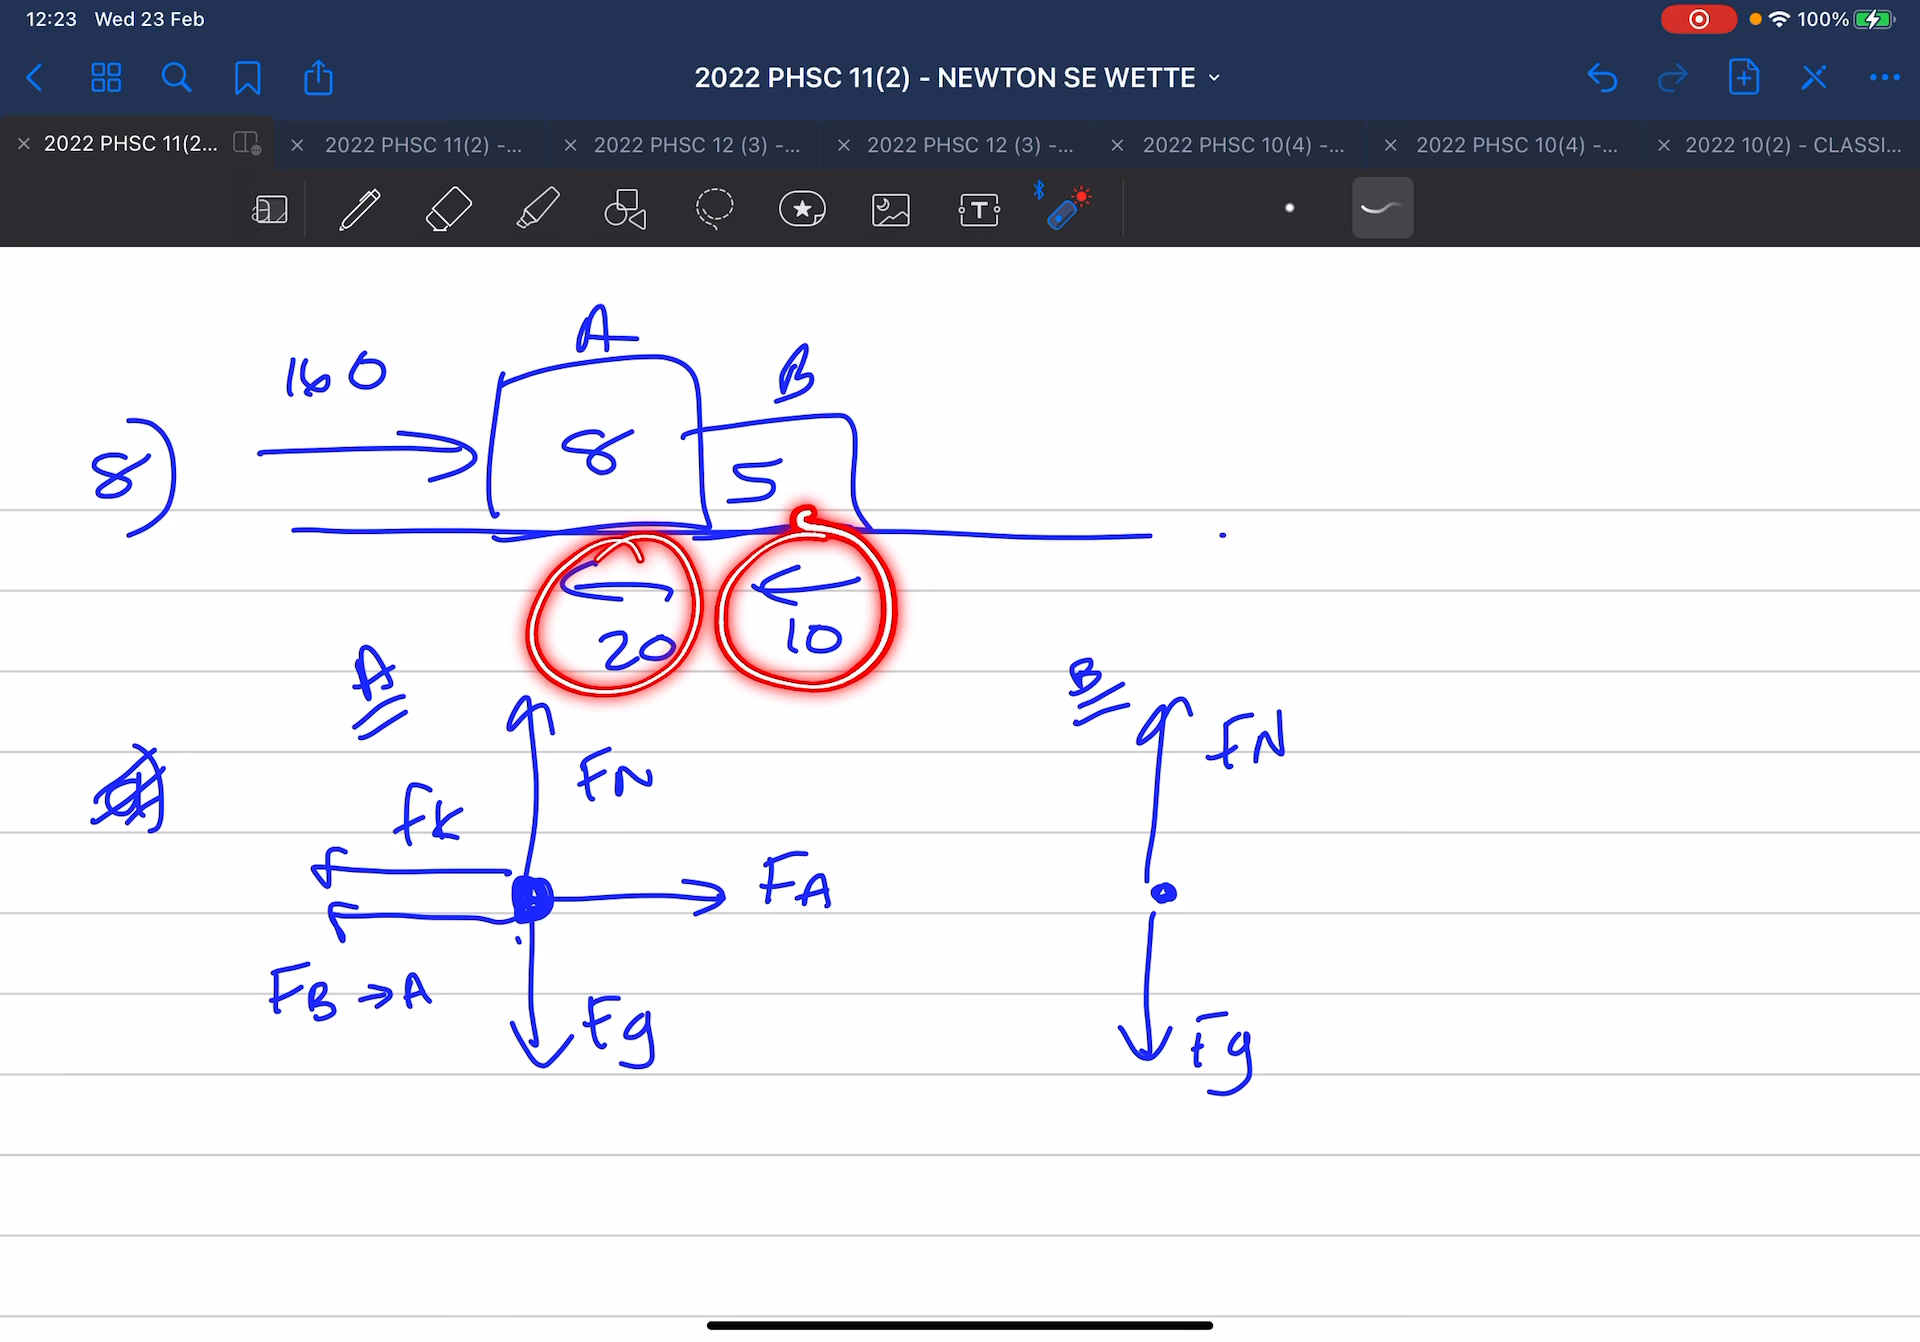 12:23 Wed 23 Feb 100%
2022 PHSC 11(2) - NEWTON SE WETTE
2022 PHSC 11(2... 2022 PHSC 11(2) -... 2022 PHSC 12 (3) -... 2022 PHSC 12 (3) -... 2022 PHSC 10(4) -... 2022 PHSC 10(4) -... 2022 10(2) - CLASSI...
T
A
160 B
8) 8 5
20 10
A B
FN FN
fk
FA
FB → A
Fg Fg